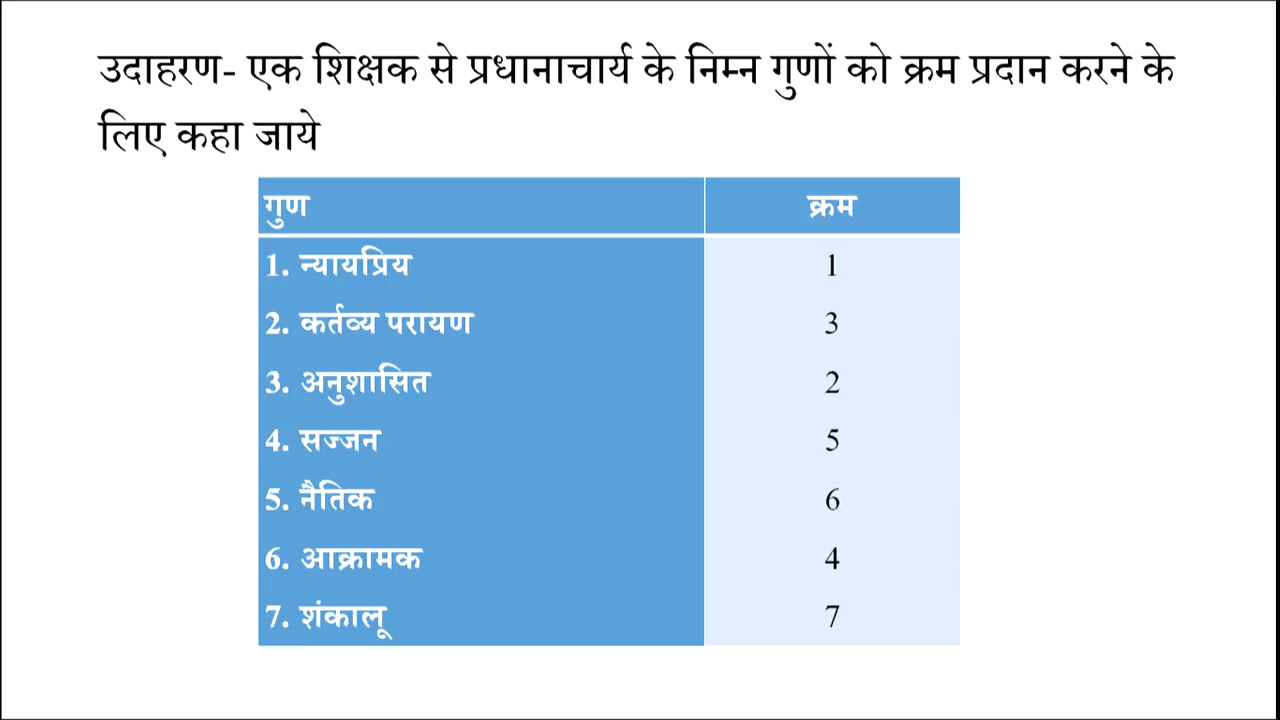 उदाहरण- एक शिक्षक से प्रधानाचार्य के निम्न गुणों को क्रम प्रदान करने के
लिए कहा जाये
गुण क्रम
1. न्यायप्रिय 1
2. कर्तव्य परायण 3
3. अनुशासित 2
4. सज्जन 5
5. नैतिक 6
6. आक्रामक 4
7. शंकालू 7